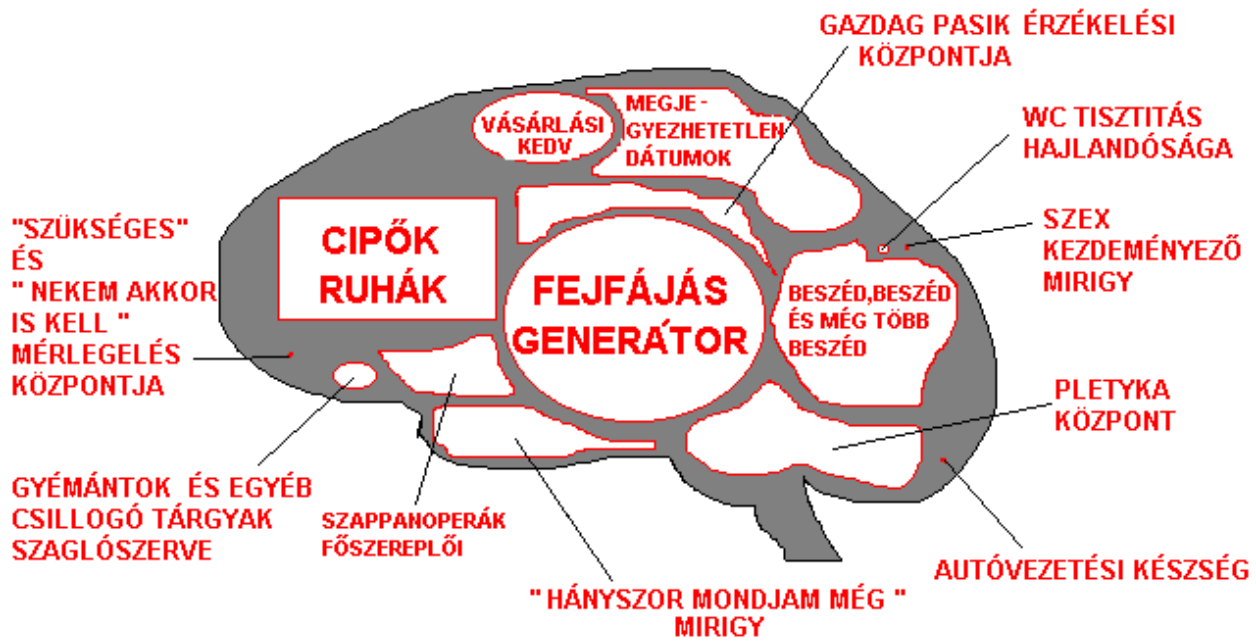 GAZDAG PASIK ÉRZÉKELÉSI
KÖZPONTJA
VÁSÁRLÁSI
KEDV
MEGJE-
GYEZHETETLEN
DÁTUMOK
WC TISZTITÁS
HAJLANDÓSÁGA
"SZÜKSÉGES"
ÉS
" NEKEM AKKOR
IS KELL "
MÉRLEGELÉS
KÖZPONTJA
CIPŐK
RUHÁK
FEJFÁJÁS
GENERÁTOR
SZEX
KEZDEMÉNYEZŐ
MIRIGY
BESZÉD,BESZÉD
ÉS MÉG TÖBB
BESZÉD
PLETYKA
KÖZPONT
GYÉMÁNTOK ÉS EGYÉB
CSILLOGÓ TÁRGYAK
SZAGLÓSZERVE
SZAPPANOPERÁK
FŐSZEREPLŐI
" HÁNYSZOR MONDJAM MÉG "
MIRIGY
AUTÓVEZETÉSI KÉSZSÉG